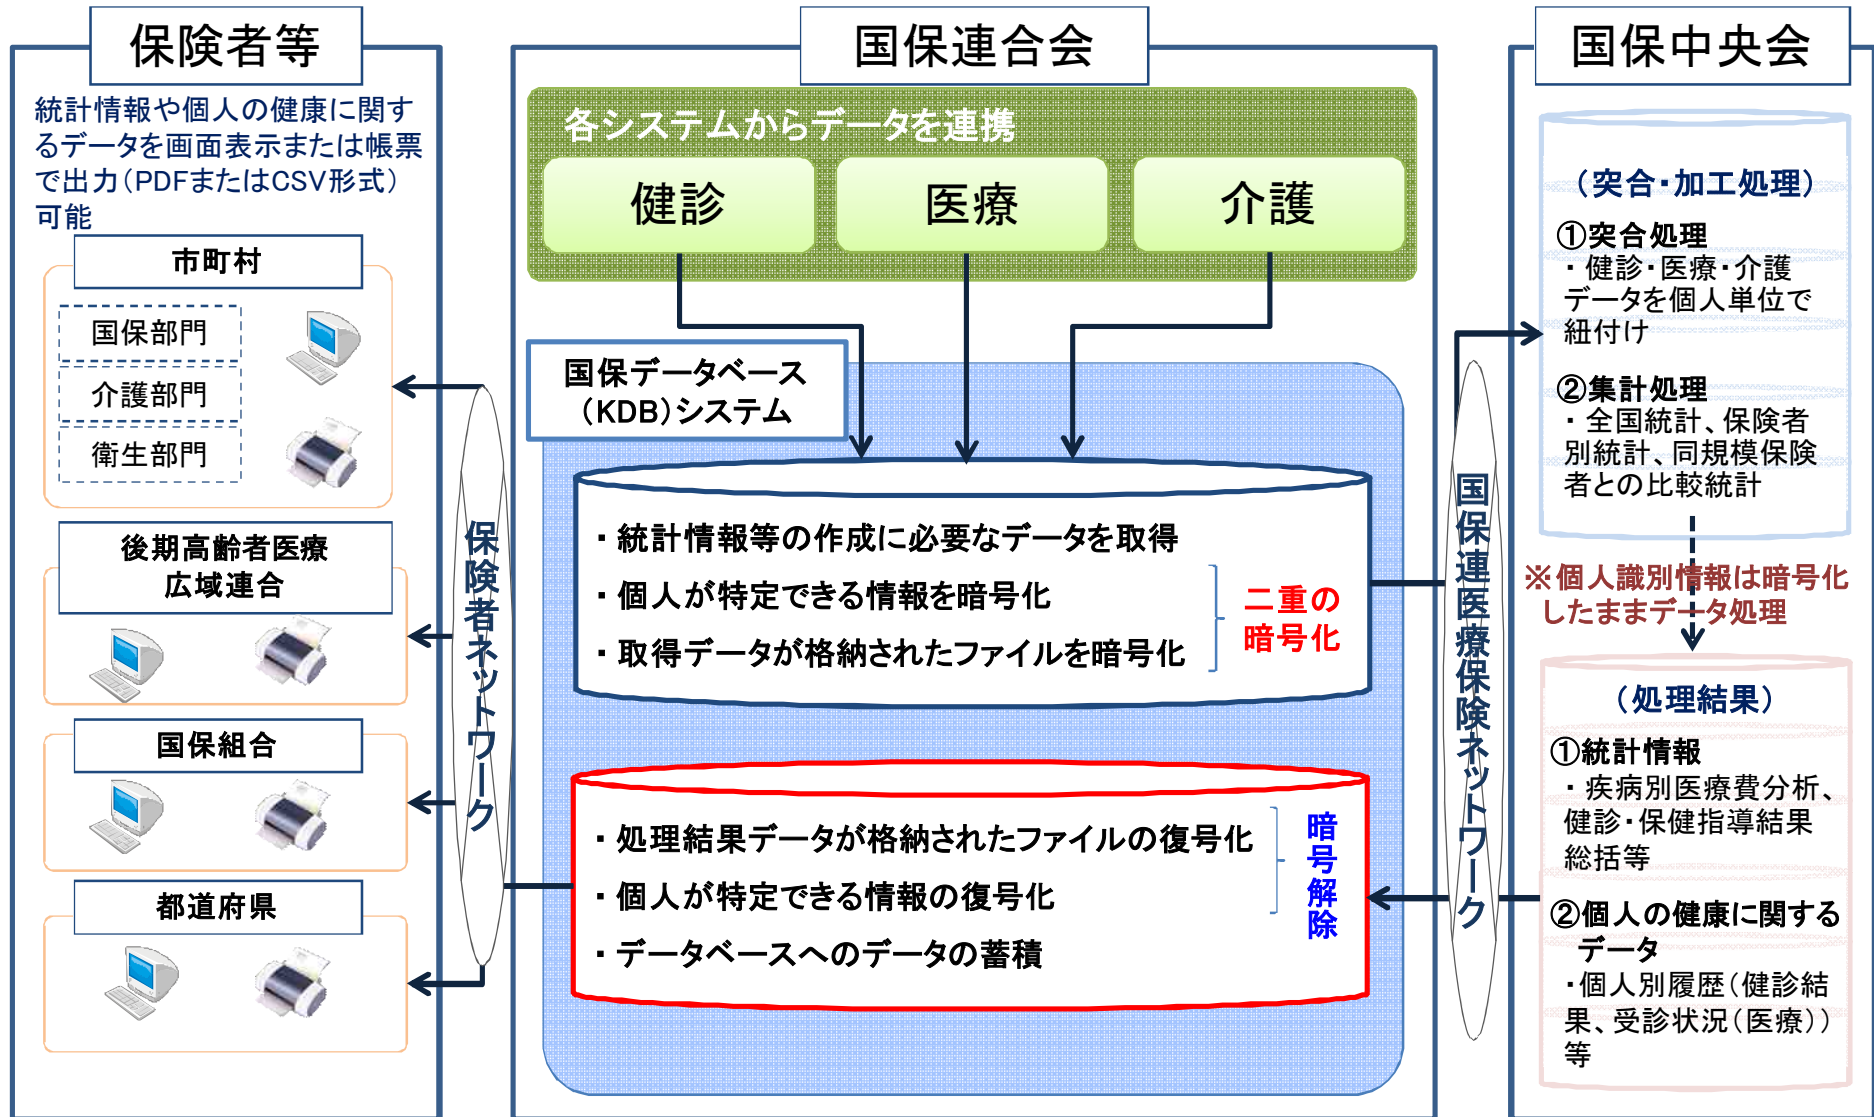 保険者等
統計情報や個人の健康に関す
るデータを画面表示または帳票
で出力（PDFまたはCSV形式）
可能
市町村
国保部門
介護部門
衛生部門
後期高齢者医療
広域連合
国保組合
都道府県
保険者ネットワーク
国保連合会
各システムからデータを連携
健診
医療
介護
国保データベース
（KDB）システム
・統計情報等の作成に必要なデータを取得
・個人が特定できる情報を暗号化
・取得データが格納されたファイルを暗号化
二重の
暗号化
・処理結果データが格納されたファイルの復号化
・個人が特定できる情報の復号化
・データベースへのデータの蓄積
暗号解除
国保連医療保険ネットワーク
国保中央会
（突合・加工処理）
①突合処理
・健診・医療・介護
データを個人単位で
紐付け
②集計処理
・全国統計、保険者
別統計、同規模保険
者との比較統計
※個人識別情報は暗号化
したままデータ処理
（処理結果）
①統計情報
・疾病別医療費分析、
健診・保健指導結果
総括等
②個人の健康に関する
データ
・個人別履歴（健診結
果、受診状況（医療））
等